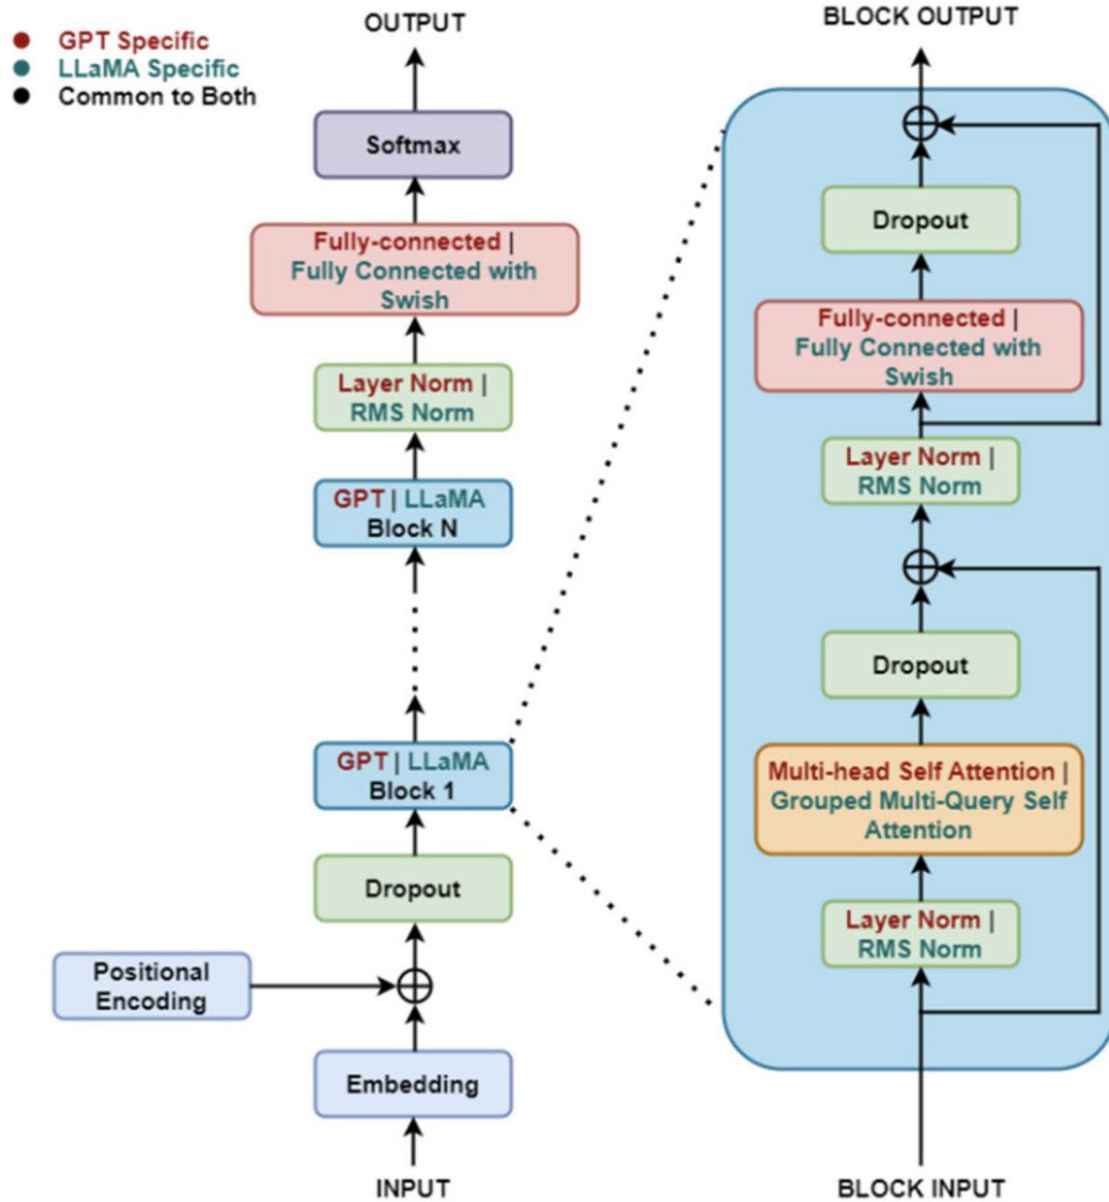 OUTPUT
GPT Specific
LLaMA Specific
Common to Both
Softmax
Fully-connected |
Fully Connected with
Swish
Layer Norm |
RMS Norm
GPT | LLaMA
Block N
GPT | LLaMA
Block 1
Dropout
Positional
Encoding
Embedding
INPUT
BLOCK OUTPUT
Dropout
Fully-connected |
Fully Connected with
Swish
Layer Norm |
RMS Norm
Dropout
Multi-head Self Attention |
Grouped Multi-Query Self
Attention
Layer Norm |
RMS Norm
BLOCK INPUT